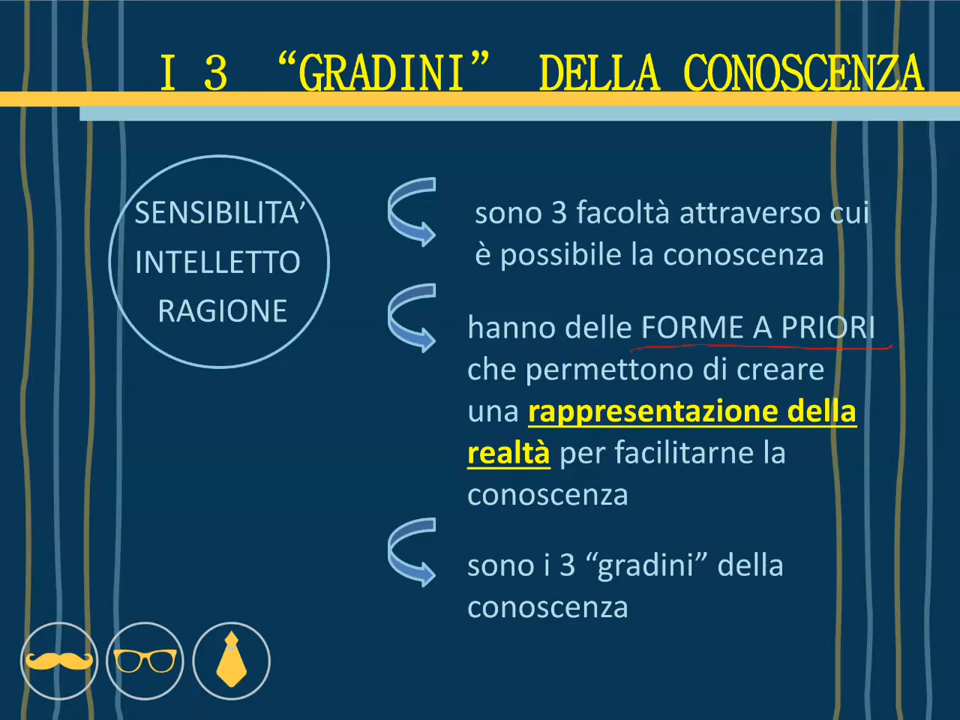 I 3 “GRADINI” DELLA CONOSCENZA
SENSIBILITA’
INTELLETTO
RAGIONE
sono 3 facoltà attraverso cui
è possibile la conoscenza
hanno delle FORME A PRIORI
che permettono di creare
una rappresentazione della
realtà per facilitarne la
conoscenza
sono i 3 “gradini” della
conoscenza